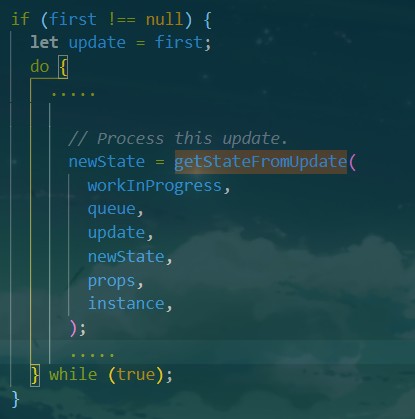 if (first !== null) {
let update = first;
do {
.....
// Process this update.
newState = getStateFromUpdate(
workInProgress,
queue,
update,
newState,
props,
instance,
);
.....
} while (true);
}